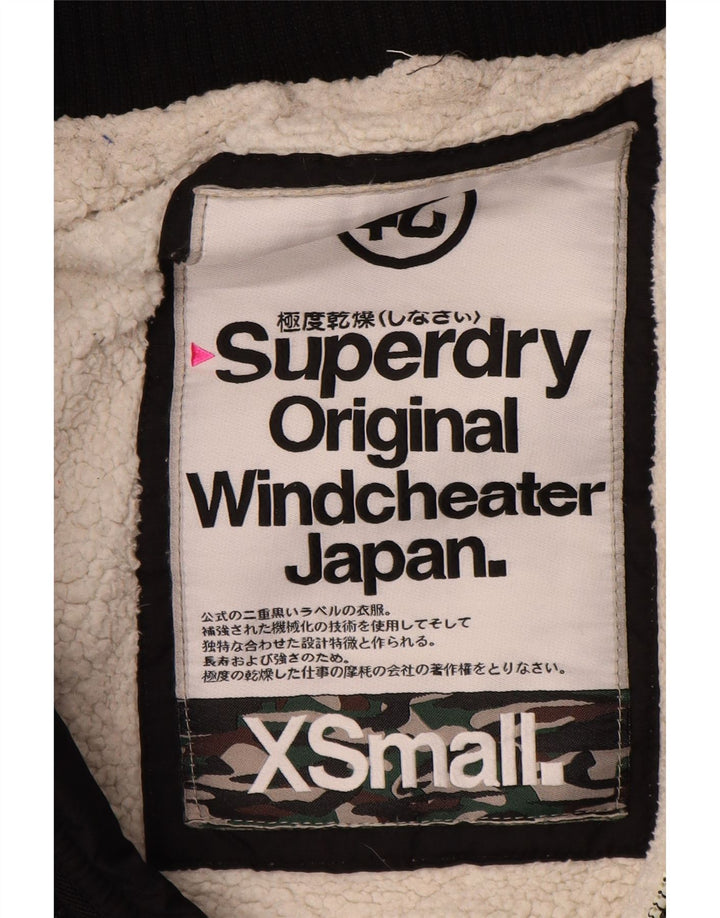 極度乾燥(しなさい)
Superdry
Original
Windcheater
Japan.
公式の二重黒いラベルの衣服。
補強された機械化の技術を使用してそして
独特な合わせた設計特徴と作られる。
長寿および強さのため。
極度の乾燥した仕事の摩耗の会社の著作権をとりなさい。
XSmall.